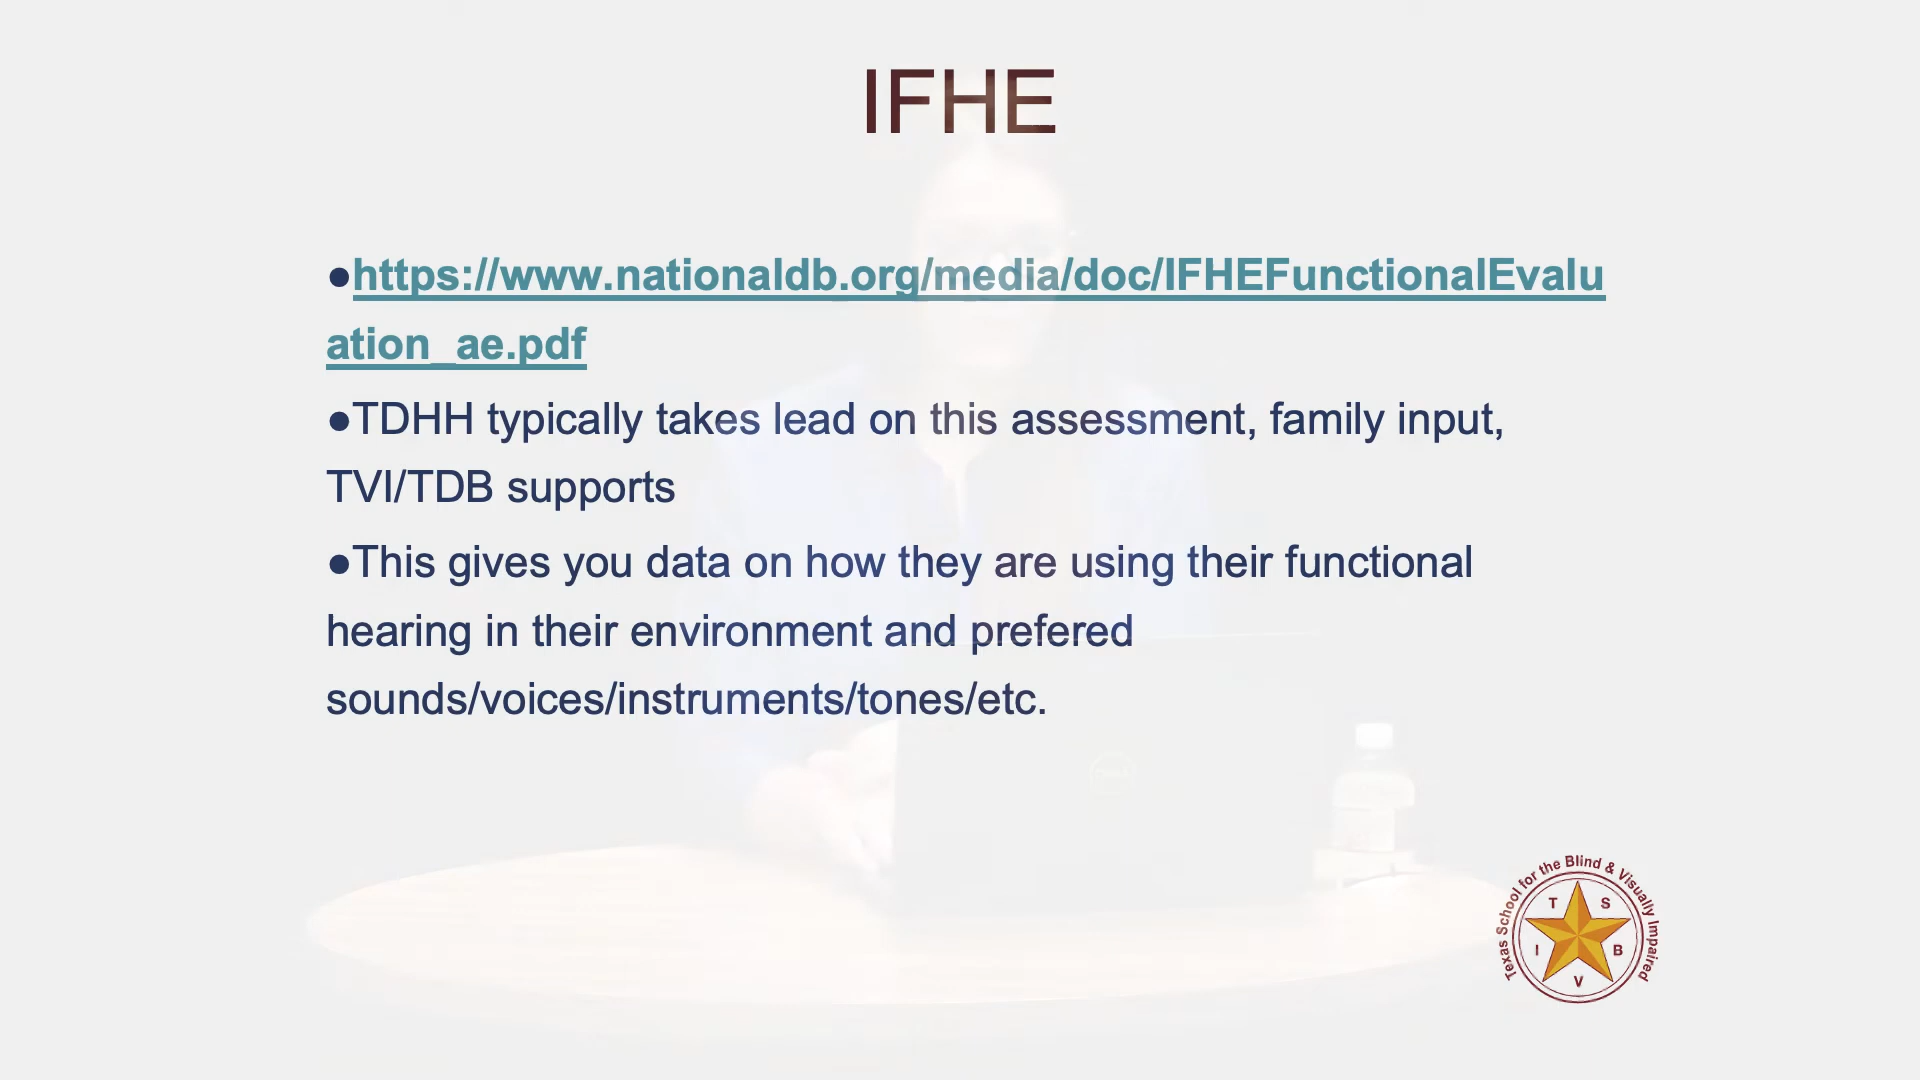 IFHE
●https://www.nationaldb.org/media/doc/IFHEFunctionalEvalu
ation_ae.pdf
●TDHH typically takes lead on this assessment, family input,
TVI/TDB supports
●This gives you data on how they are using their functional
hearing in their environment and prefered
sounds/voices/instruments/tones/etc.
Texas School for the Blind & Visually Impaired
T S
I B
V